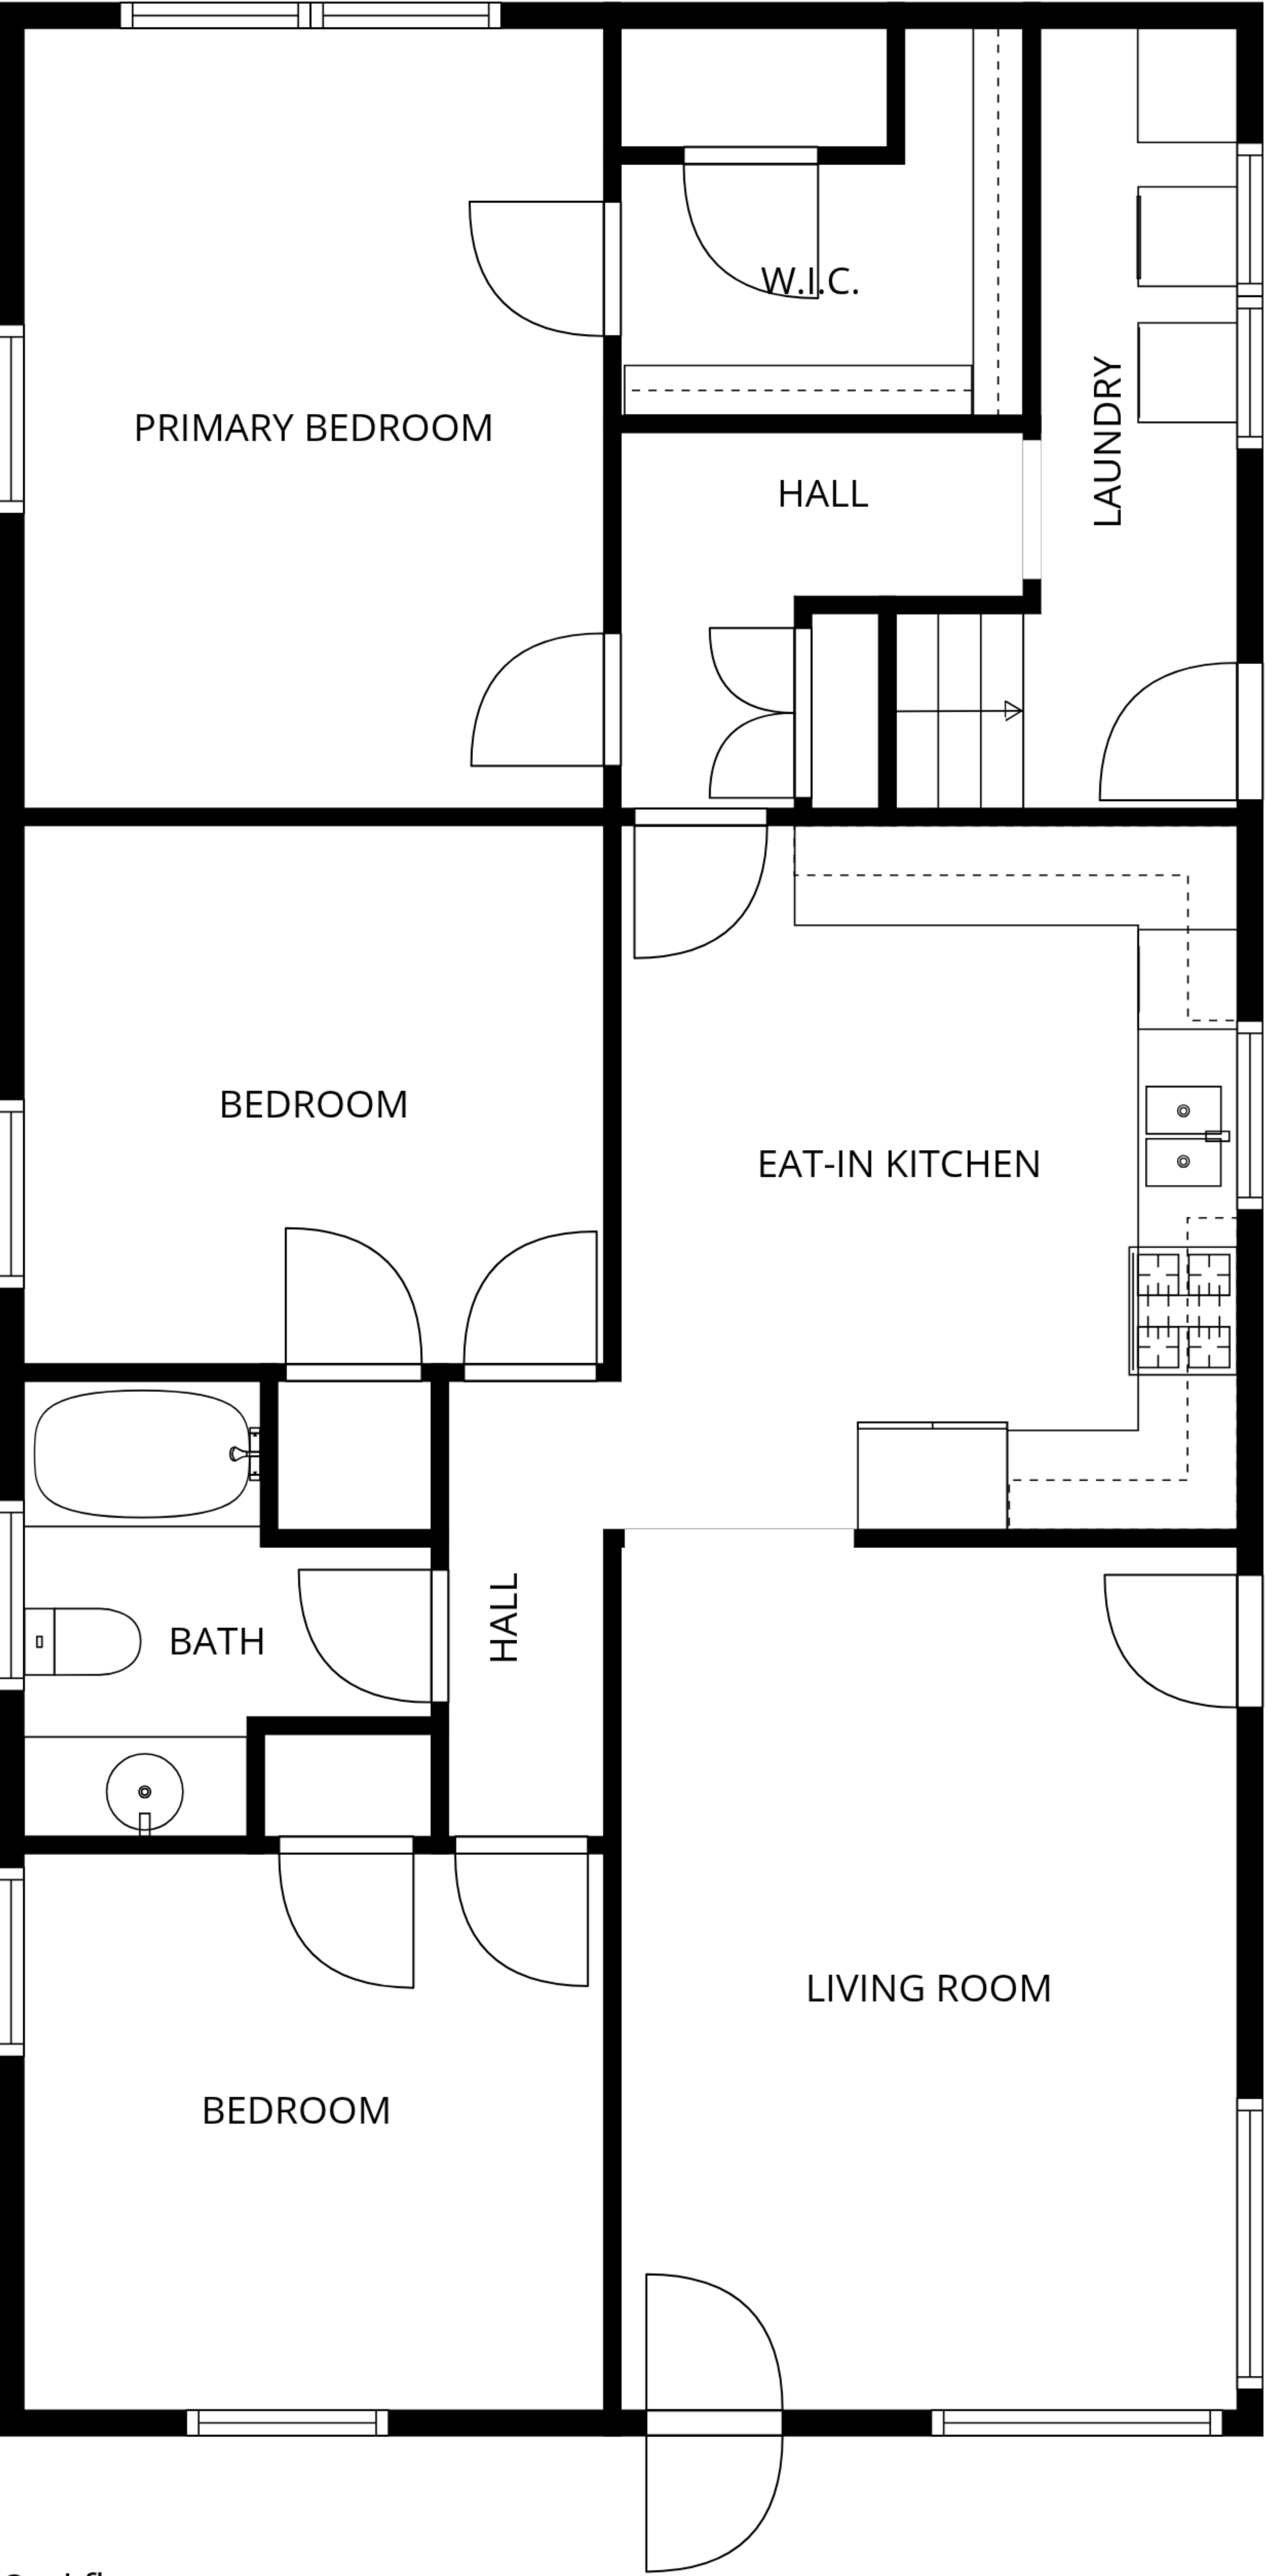 W.I.C.
PRIMARY BEDROOM
LAUNDRY
HALL
BEDROOM
EAT-IN KITCHEN
HALL
BATH
LIVING ROOM
BEDROOM